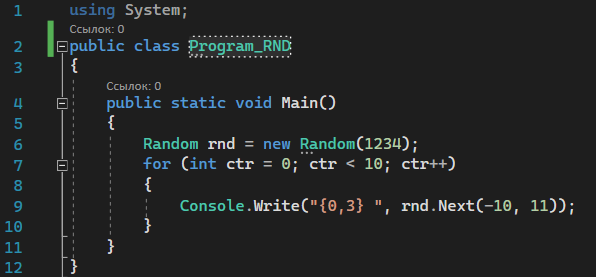 1 using System;
Ссылок: 0
2 public class Program_RND
3 {
Ссылок: 0
4 public static void Main()
5 {
6 Random rnd = new Random(1234);
7 for (int ctr = 0; ctr < 10; ctr++)
8 {
9 Console.Write("{0,3} ", rnd.Next(-10, 11));
10 }
11 }
12 }